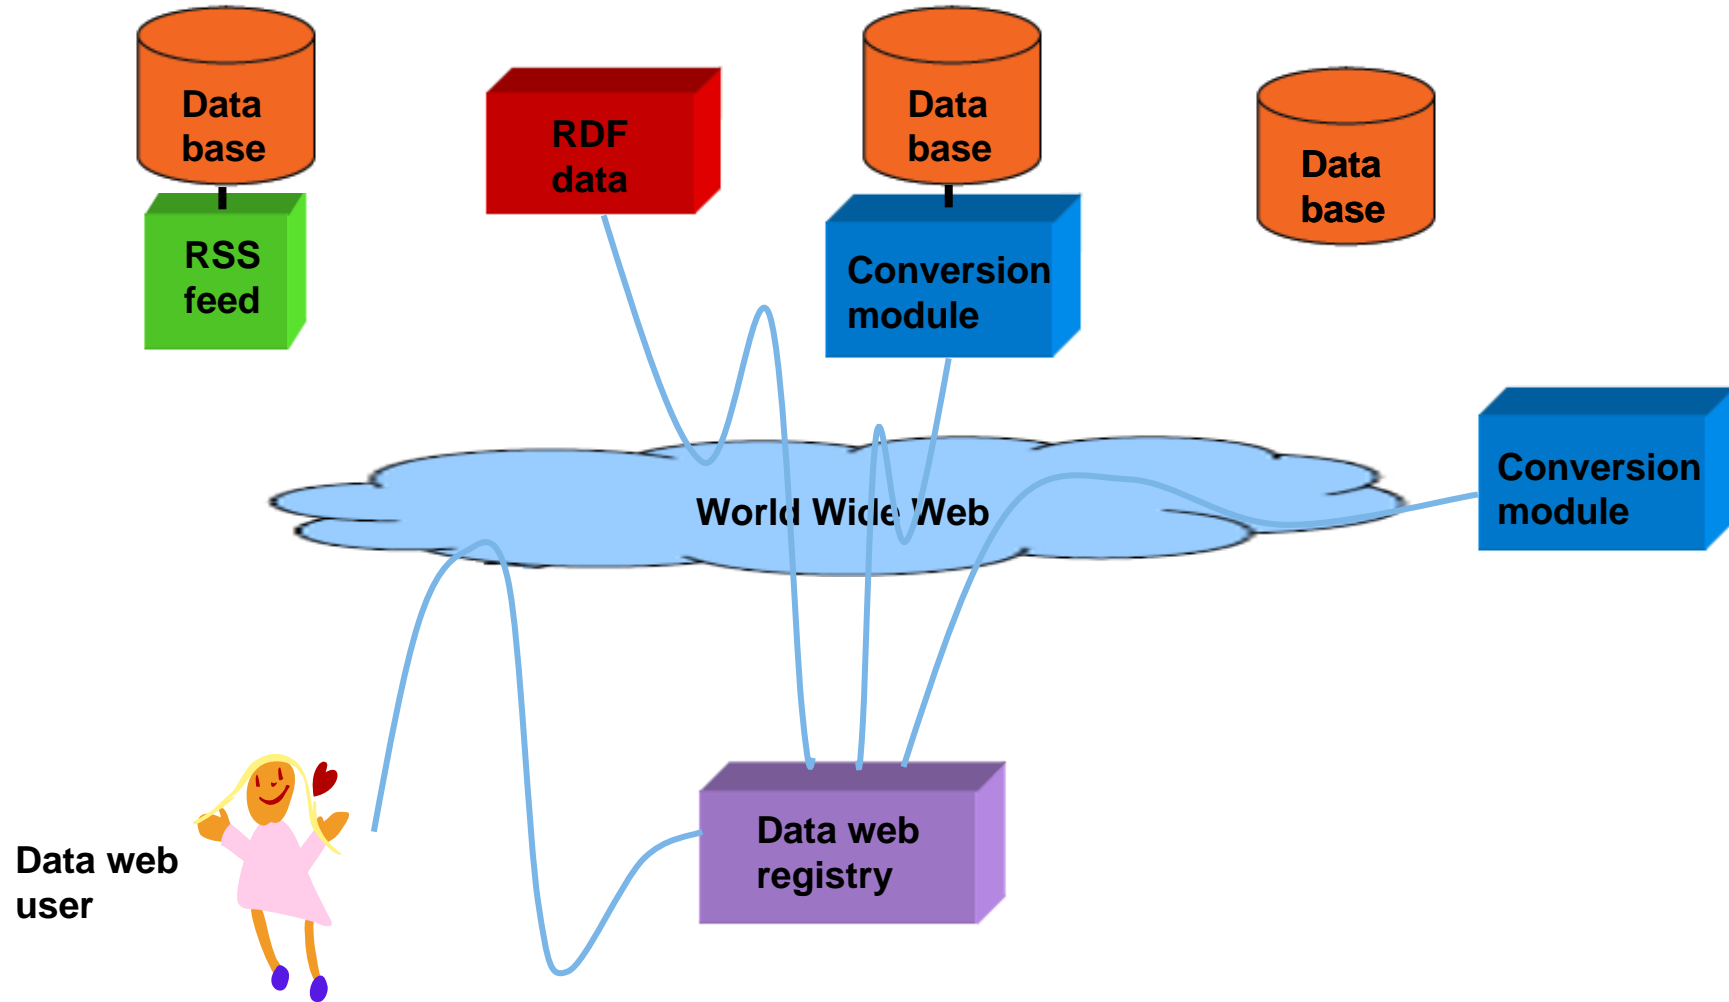 Data
base
RDF
data
Data
base
Data
base
RSS
feed
Conversion
module
Conversion
module
World Wide Web
Data web
registry
Data web
user